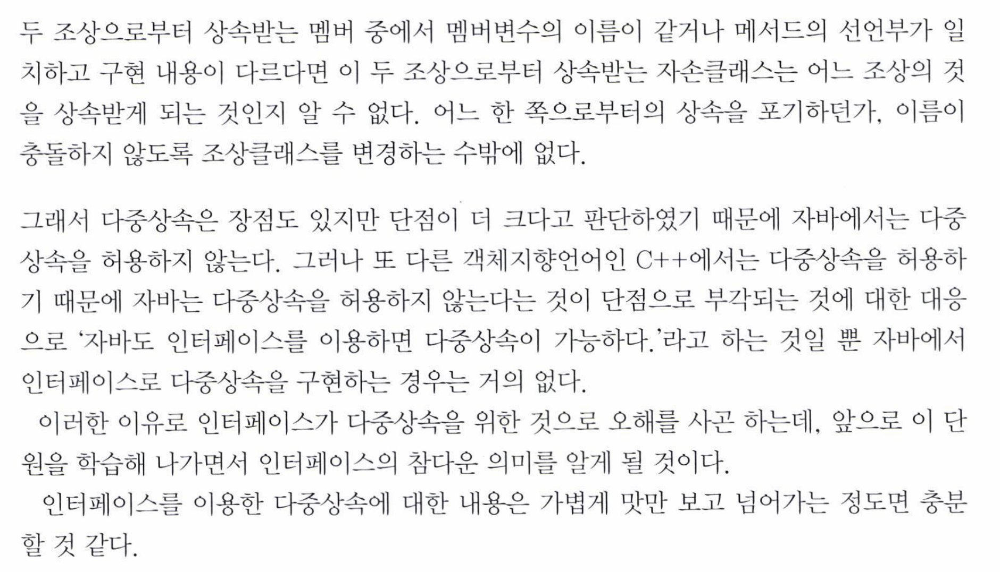 두 조상으로부터 상속받는 멤버 중에서 멤버변수의 이름이 같거나 메서드의 선언부가 일
치하고 구현 내용이 다르다면 이 두 조상으로부터 상속받는 자손클래스는 어느 조상의 것
을 상속받게 되는 것인지 알 수 없다. 어느 한 쪽으로부터의 상속을 포기하던가, 이름이
충돌하지 않도록 조상클래스를 변경하는 수밖에 없다.
그래서 다중상속은 장점도 있지만 단점이 더 크다고 판단하였기 때문에 자바에서는 다중
상속을 허용하지 않는다. 그러나 또 다른 객체지향언어인 C++에서는 다중상속을 허용하
기 때문에 자바는 다중상속을 허용하지 않는다는 것이 단점으로 부각되는 것에 대한 대응
으로 ‘자바도 인터페이스를 이용하면 다중상속이 가능하다.’라고 하는 것일 뿐 자바에서
인터페이스로 다중상속을 구현하는 경우는 거의 없다.
이러한 이유로 인터페이스가 다중상속을 위한 것으로 오해를 사곤 하는데, 앞으로 이 단
원을 학습해 나가면서 인터페이스의 참다운 의미를 알게 될 것이다.
인터페이스를 이용한 다중상속에 대한 내용은 가볍게 맛만 보고 넘어가는 정도면 충분
할 것 같다.